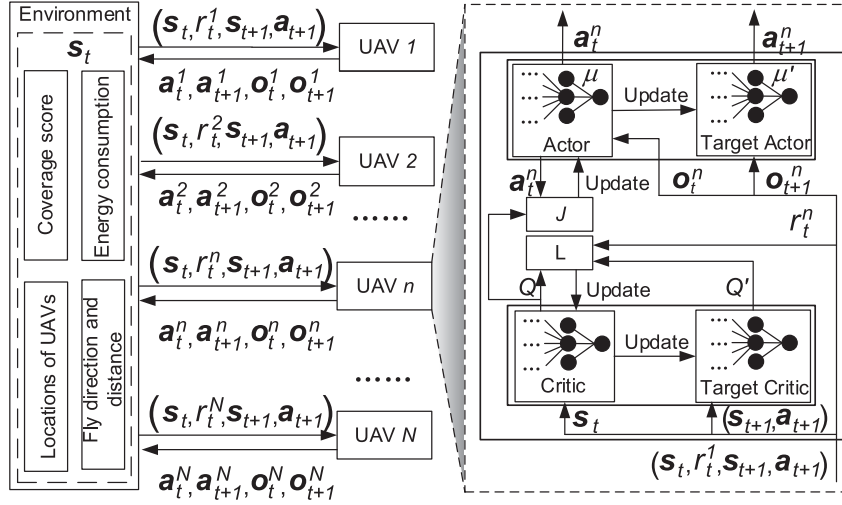 Environment
s_t
Coverage score
Energy consumption
Locations of UAVs
Fly direction and
distance
(s_t, r_t^1, s_{t+1}, a_{t+1})
a_t^1, a_{t+1}^1, o_t^1, o_{t+1}^1
UAV 1
(s_t, r_t^2, s_{t+1}, a_{t+1})
a_t^2, a_{t+1}^2, o_t^2, o_{t+1}^2
UAV 2
……
(s_t, r_t^n, s_{t+1}, a_{t+1})
a_t^n, a_{t+1}^n, o_t^n, o_{t+1}^n
UAV n
……
(s_t, r_t^N, s_{t+1}, a_{t+1})
a_t^N, a_{t+1}^N, o_t^N, o_{t+1}^N
UAV N
a_t^n
a_{t+1}^n
... μ
...
...
Actor
Update
... μ'
...
...
Target Actor
a_t^n
Update
o_t^n
o_{t+1}^n
J
r_t^n
L
Q
Update
Q'
...
...
...
Critic
Update
...
...
...
Target Critic
s_t
(s_{t+1}, a_{t+1})
(s_t, r_t^1, s_{t+1}, a_{t+1})